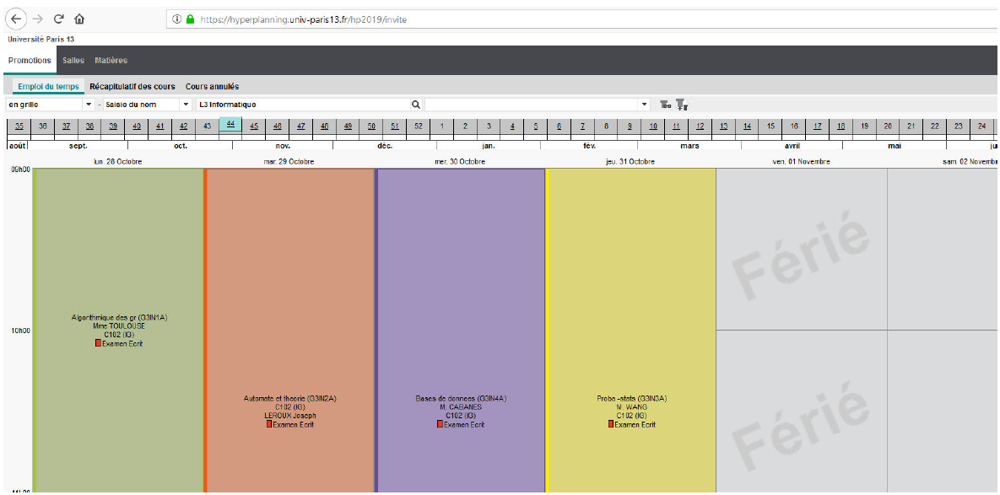 https://hyperplanning.univ-paris13.fr/hp2019/invite
Université Paris 13
Promotions Salles Matières
Emploi du temps Récapitulatif des cours Cours annulés
en grille - Saisie du nom L3 Informatique
35 36 37 38 39 40 41 42 43 44 45 46 47 48 49 50 51 52 1 2 3 4 5 6 7 8 9 10 11 12 13 14 15 16 17 18 19 20 21 22 23 24
août sept. oct. nov. déc. jan. fév. mars avril mai
lun. 28 Octobre mar. 29 Octobre mer. 30 Octobre jeu. 31 Octobre ven. 01 Novembre sam. 02 Novembre
09h00
Férié
Algorithmique des gr (G3IN1A)
Mme TOULOUSE
C102 (IG)
Examen Ecrit
10h00
Automate et theorie (G3IN2A)
C102 (IG)
LEROUX Joseph
Examen Ecrit
Bases de donnees (G3IN4A)
M. CABANES
C102 (IG)
Examen Ecrit
Proba -stats (G3IN3A)
M. WANG
C102 (IG)
Examen Ecrit
Férié